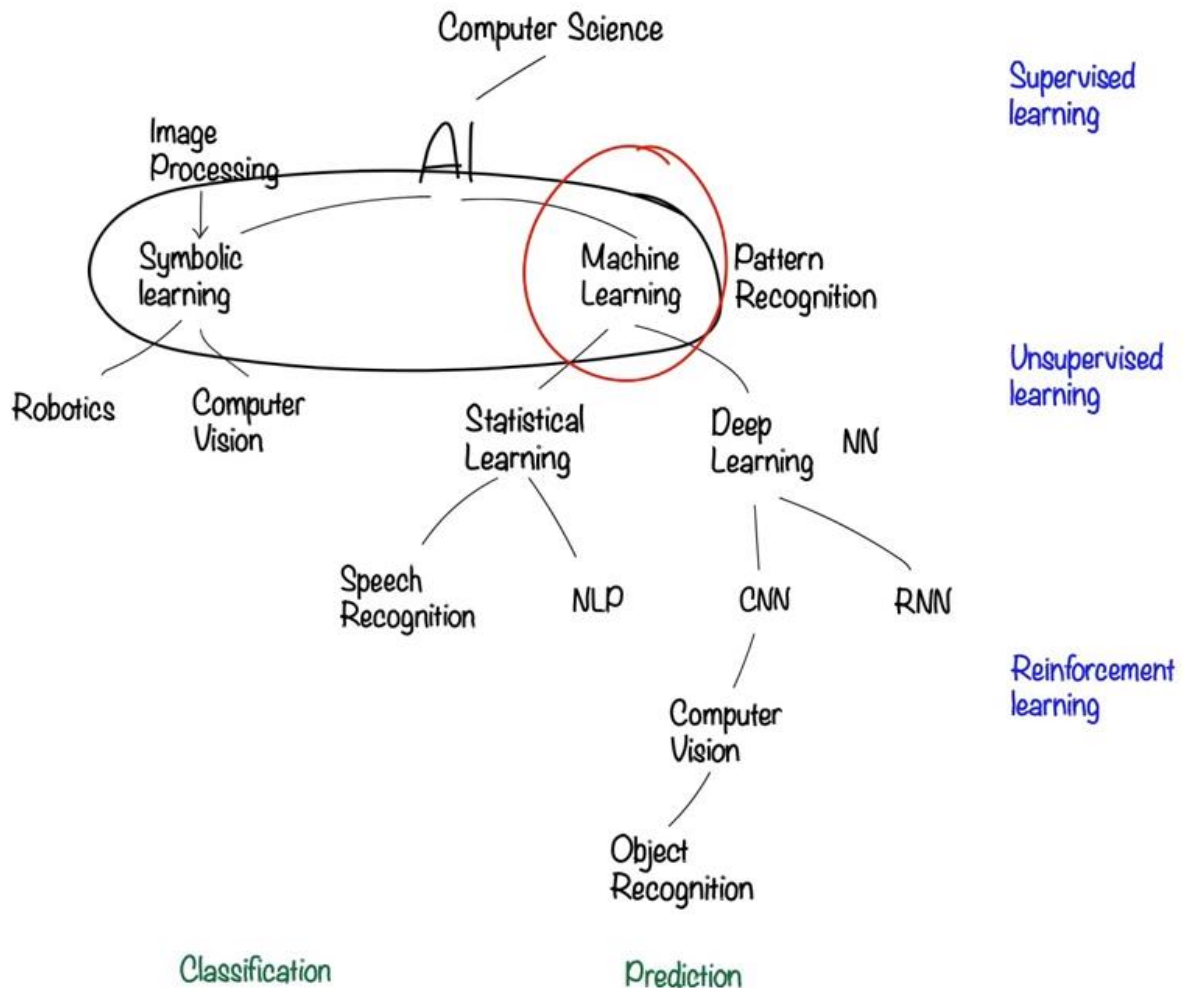 Computer Science
Supervised
learning
AI
Image
Processing
Symbolic
learning
Machine
Learning
Pattern
Recognition
Unsupervised
learning
Robotics
Computer
Vision
Statistical
Learning
Deep
Learning
NN
Speech
Recognition
NLP
CNN
RNN
Reinforcement
learning
Computer
Vision
Object
Recognition
Classification
Prediction